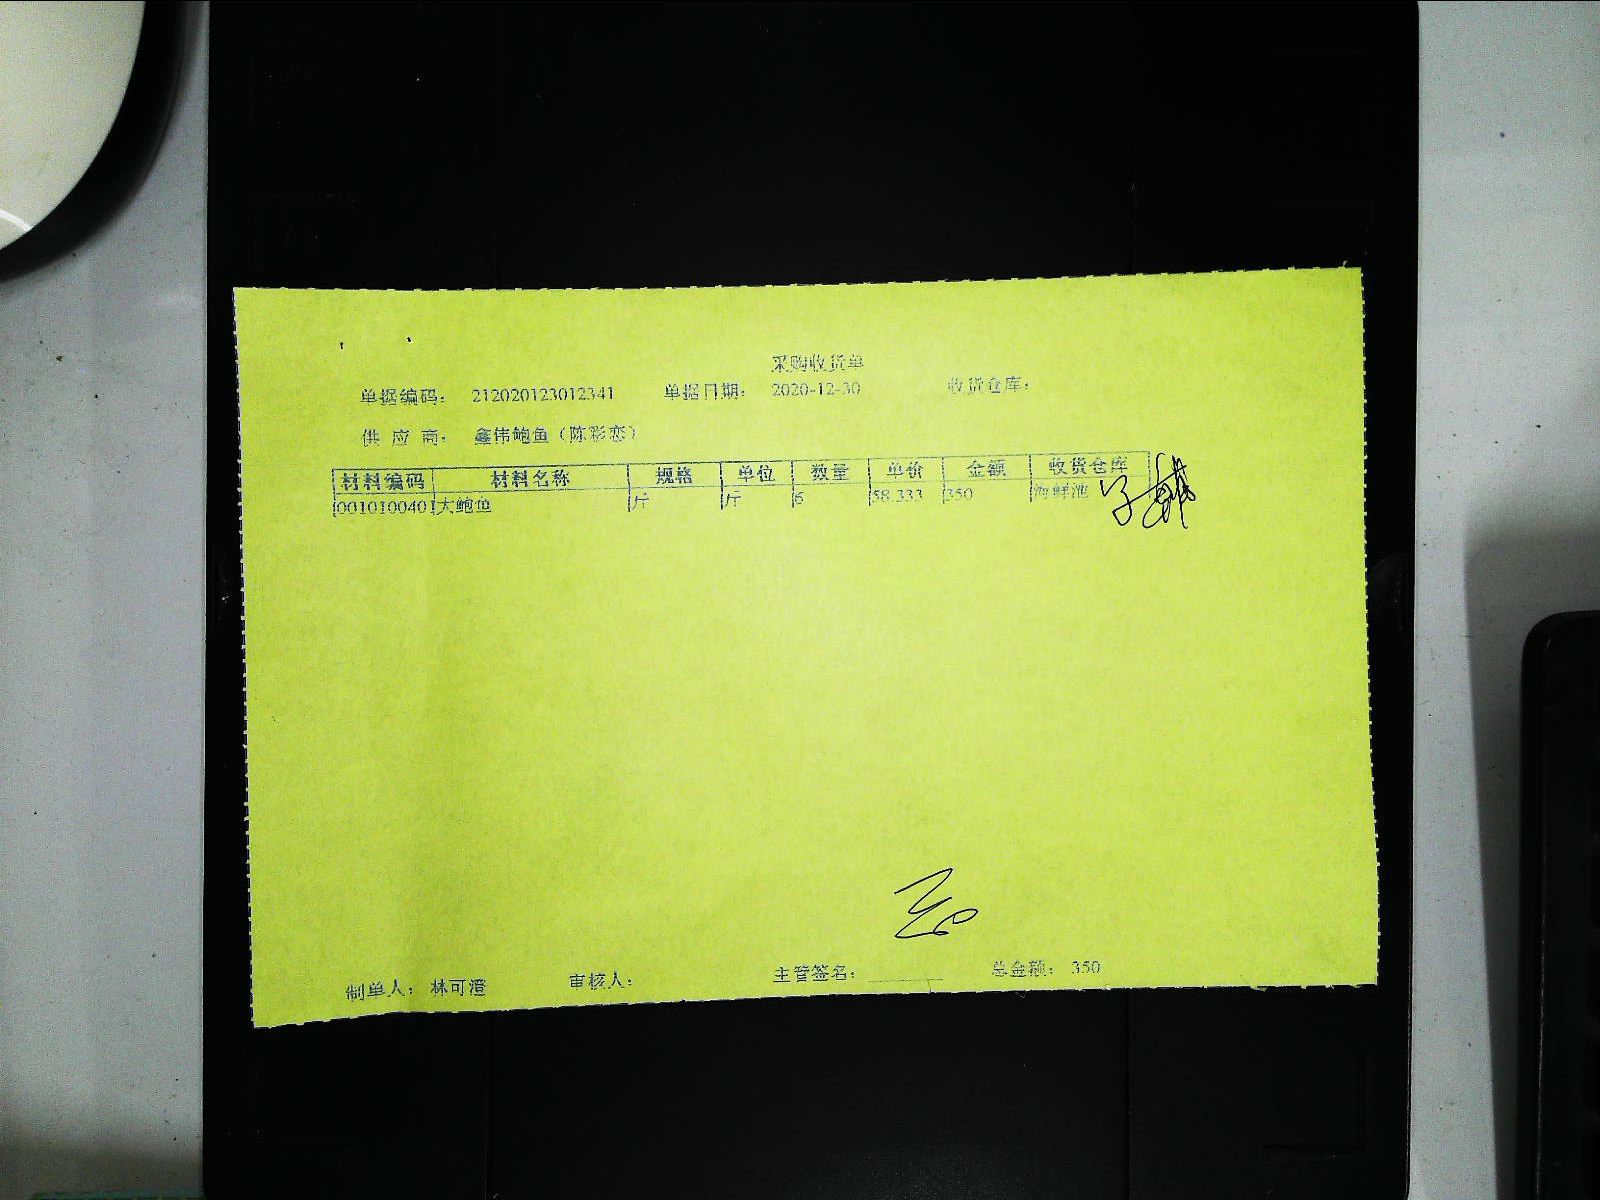 采购收货单
单据编码： 212020123012341 单据日期： 2020-12-30 收货仓库：
供 应 商： 鑫伟鲍鱼（陈彩恋）
材料编码 材料名称 规格 单位 数量 单价 金额 收货仓库
0010100401 大鲍鱼 斤 斤 6 58.333 350 海鲜池
制单人： 林可澄 审核人： 主管签名： 总金额： 350